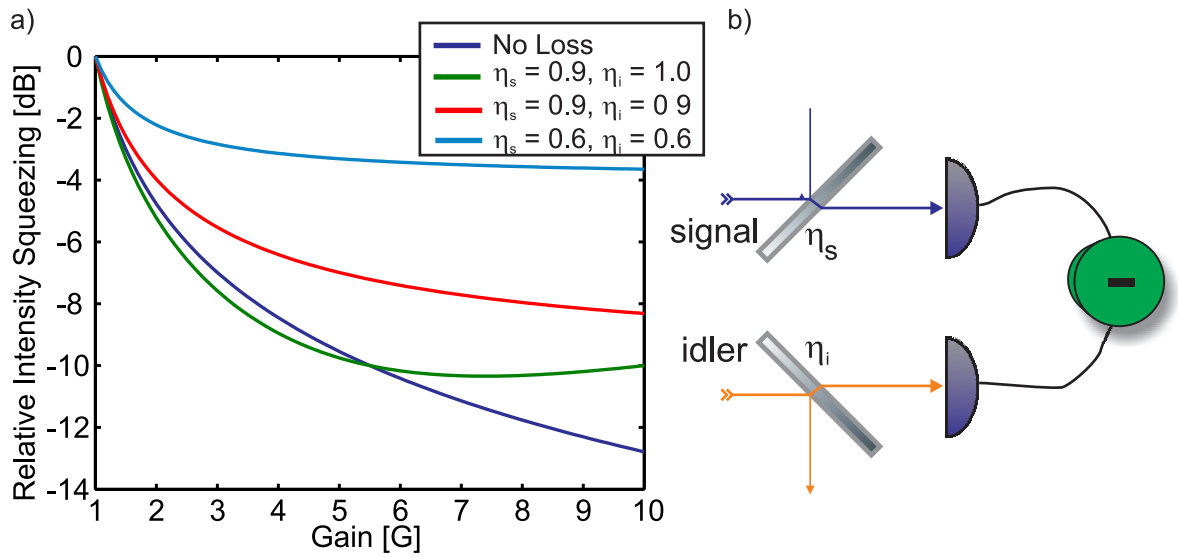 a)
Relative Intensity Squeezing [dB]
0
-2
-4
-6
-8
-10
-12
-14
1 2 3 4 5 6 7 8 9 10
Gain [G]
No Loss
ηs = 0.9, ηi = 1.0
ηs = 0.9, ηi = 0 9
ηs = 0.6, ηi = 0.6
b)
signal
ηs
idler
ηi
-